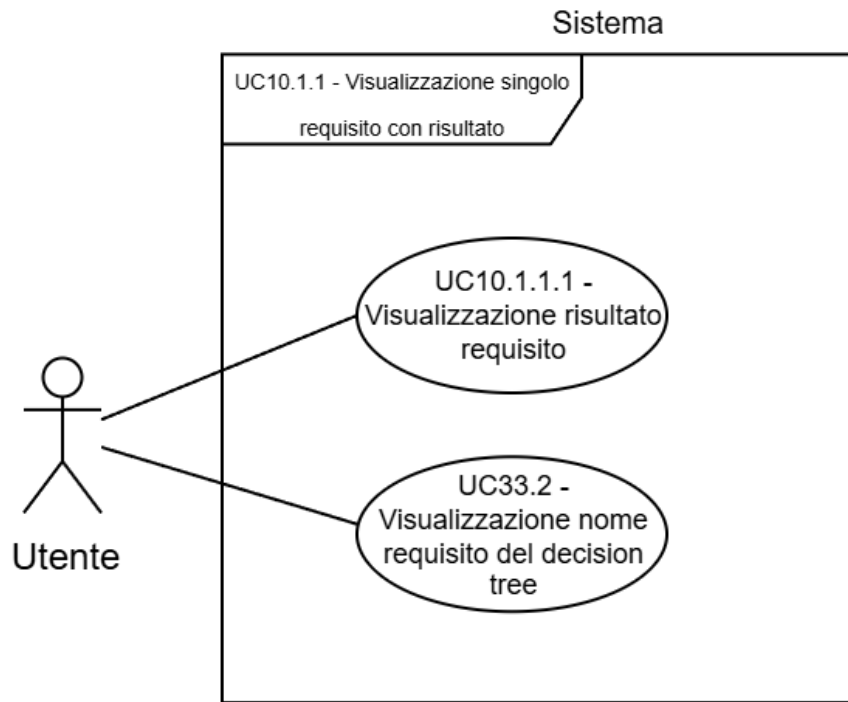 Sistema
UC10.1.1 - Visualizzazione singolo
requisito con risultato
UC10.1.1.1 -
Visualizzazione risultato
requisito
Utente
UC33.2 -
Visualizzazione nome
requisito del decision
tree